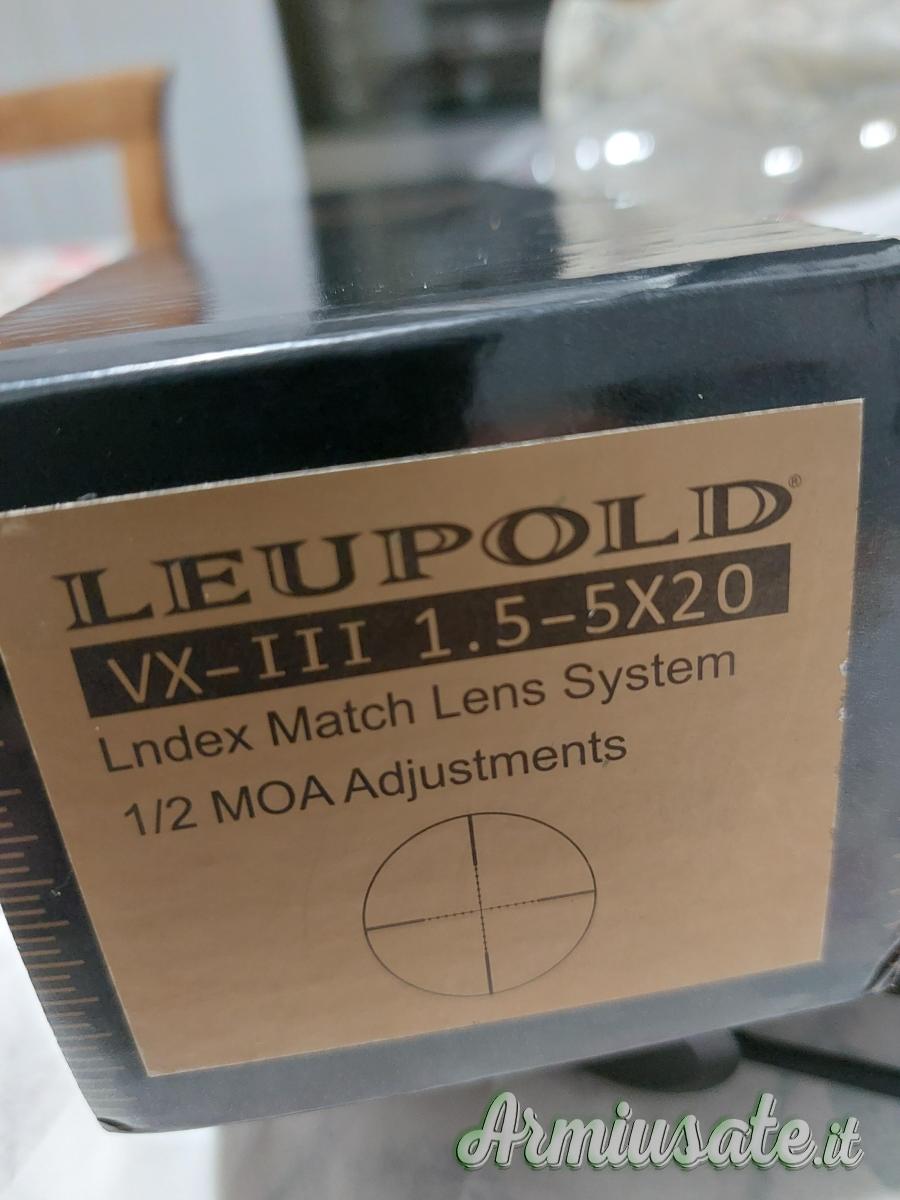 LEUPOLD®
VX-III 1.5-5X20
Lndex Match Lens System
1/2 MOA Adjustments
Armiusate.it